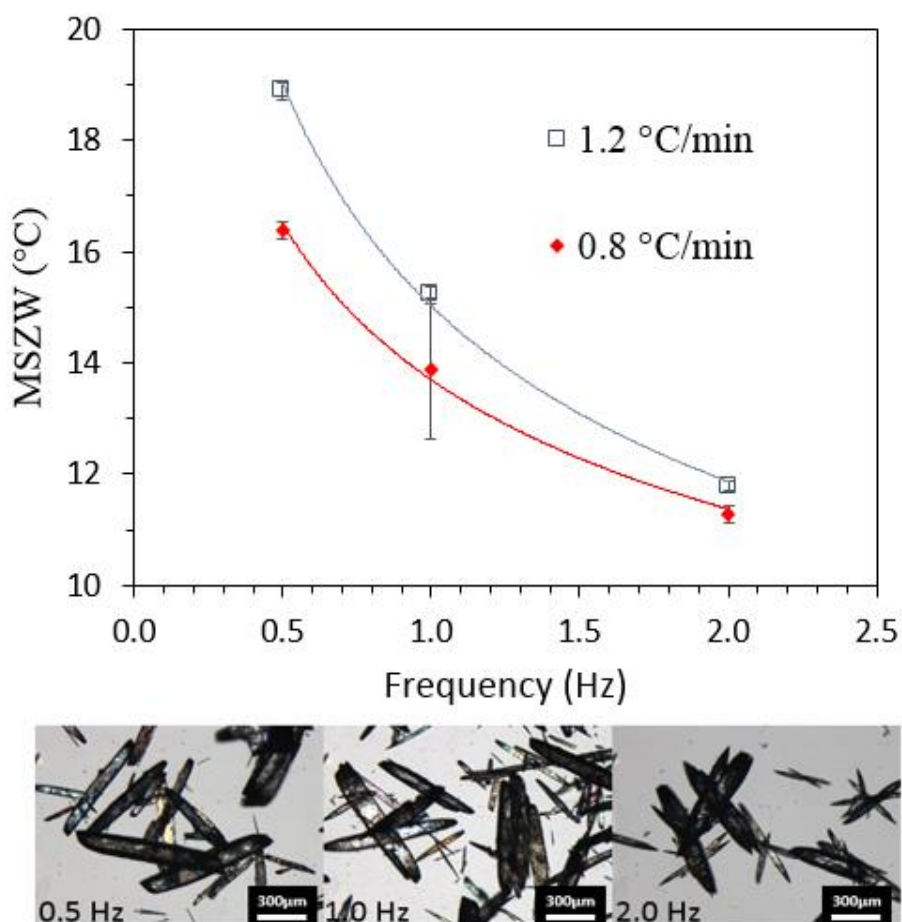 20
18
16
14
12
10
MSZW (°C)
1.2 °C/min
0.8 °C/min
0.0 0.5 1.0 1.5 2.0 2.5
Frequency (Hz)
0.5 Hz 300µm 1.0 Hz 300µm 2.0 Hz 300µm